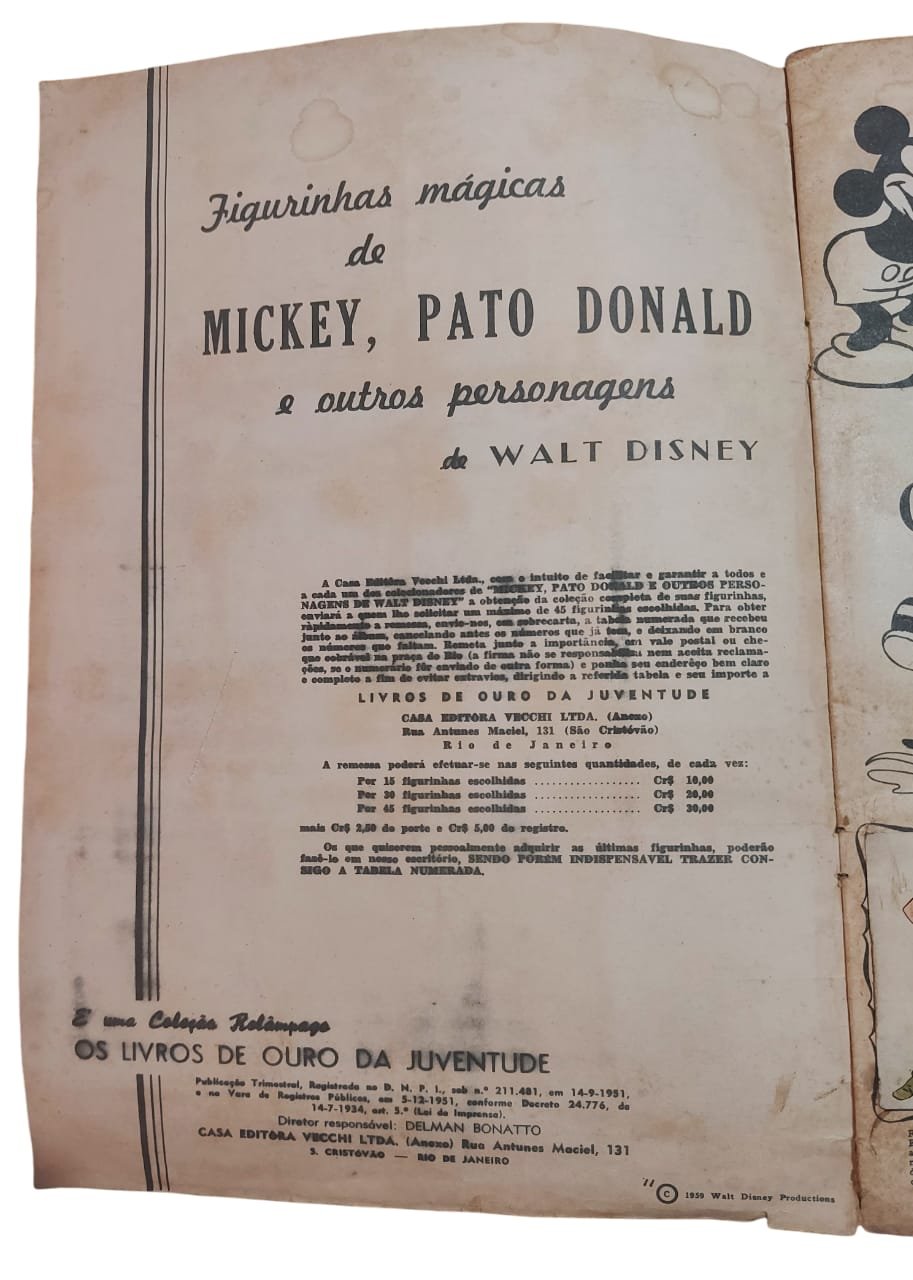 Figurinhas mágicas
de
MICKEY, PATO DONALD
e outros personagens
de WALT DISNEY
A Casa Editôra Vecchi Ltda., com o intuito de facilitar e garantir a todos e
a cada um dos colecionadores de "MICKEY, PATO DONALD E OUTROS PERSO-
NAGENS DE WALT DISNEY" a obtenção da coleção completa de suas figurinhas,
enviará a quem lho solicitar um máximo de 45 figurinhas escolhidas. Para obter
ràpidamente a remessa, envie-nos, em sobrecarta, a tabela numerada que recebeu
junto ao álbum, cancelando antes os números que já tem, e deixando em branco
os números que faltam. Remeta junto a importância, em vale postal ou che-
que cobrável na praça do Rio (a firma não se responsabiliza nem aceita reclama-
ções, se o numerário fôr enviado de outra forma) e ponha seu enderêço bem claro
e completo a fim de evitar extravios, dirigindo a referida tabela e seu importe a
LIVROS DE OURO DA JUVENTUDE
CASA EDITÔRA VECCHI LTDA. (Anexo)
Rua Antunes Maciel, 131 (São Cristóvão)
Rio de Janeiro
A remessa poderá efetuar-se nas seguintes quantidades, de cada vez:
Por 15 figurinhas escolhidas .................. Cr$ 10,00
Por 30 figurinhas escolhidas .................. Cr$ 20,00
Por 45 figurinhas escolhidas .................. Cr$ 30,00
mais Cr$ 2,50 de porte e Cr$ 5,00 de registro.
Os que quiserem pessoalmente adquirir as últimas figurinhas, poderão
fazê-lo em nosso escritório, SENDO PORÉM INDISPENSAVEL TRAZER CON-
SIGO A TABELA NUMERADA.
E' uma Coleção Relâmpago
OS LIVROS DE OURO DA JUVENTUDE
Publicação Trimestral, Registrada no D. N. P. I., sob n.º 211.481, em 14-9-1951,
e na Vara de Registros Públicos, em 5-12-1951, conforme Decreto 24.776, de
14-7-1934, art. 5.º (Lei de Imprensa).
Diretor responsável: DELMAN BONATTO
CASA EDITÔRA VECCHI LTDA. (Anexo) Rua Antunes Maciel, 131
S. CRISTÓVÃO — RIO DE JANEIRO
© 1959 Walt Disney Productions